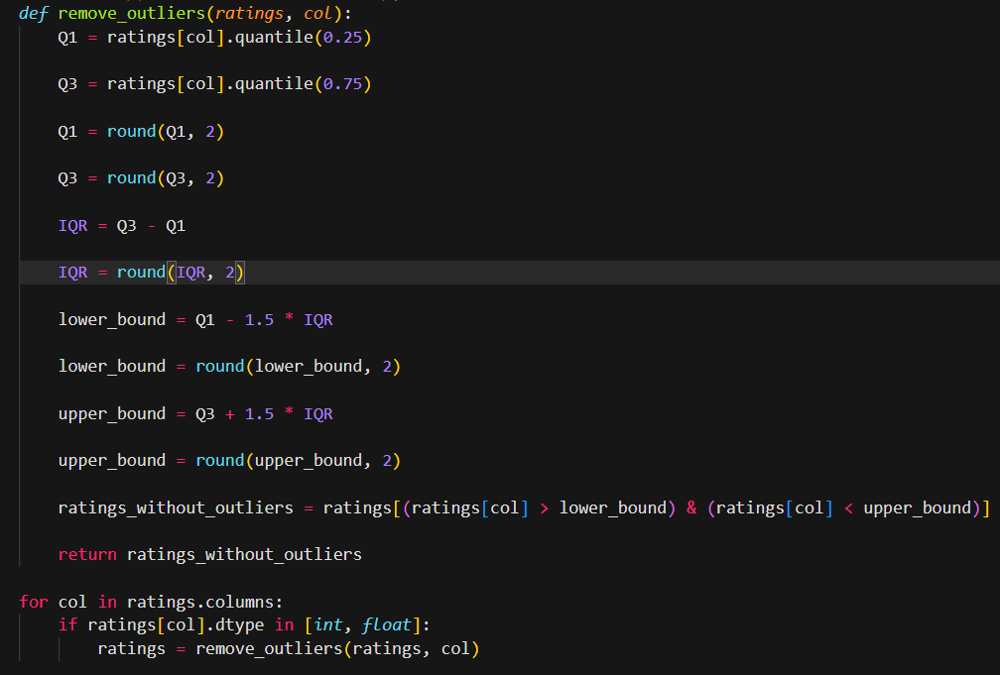 def remove_outliers(ratings, col):
    Q1 = ratings[col].quantile(0.25)
    Q3 = ratings[col].quantile(0.75)
    Q1 = round(Q1, 2)
    Q3 = round(Q3, 2)
    IQR = Q3 - Q1
    IQR = round(IQR, 2)
    lower_bound = Q1 - 1.5 * IQR
    lower_bound = round(lower_bound, 2)
    upper_bound = Q3 + 1.5 * IQR
    upper_bound = round(upper_bound, 2)
    ratings_without_outliers = ratings[(ratings[col] > lower_bound) & (ratings[col] < upper_bound)]
    return ratings_without_outliers
for col in ratings.columns:
    if ratings[col].dtype in [int, float]:
        ratings = remove_outliers(ratings, col)